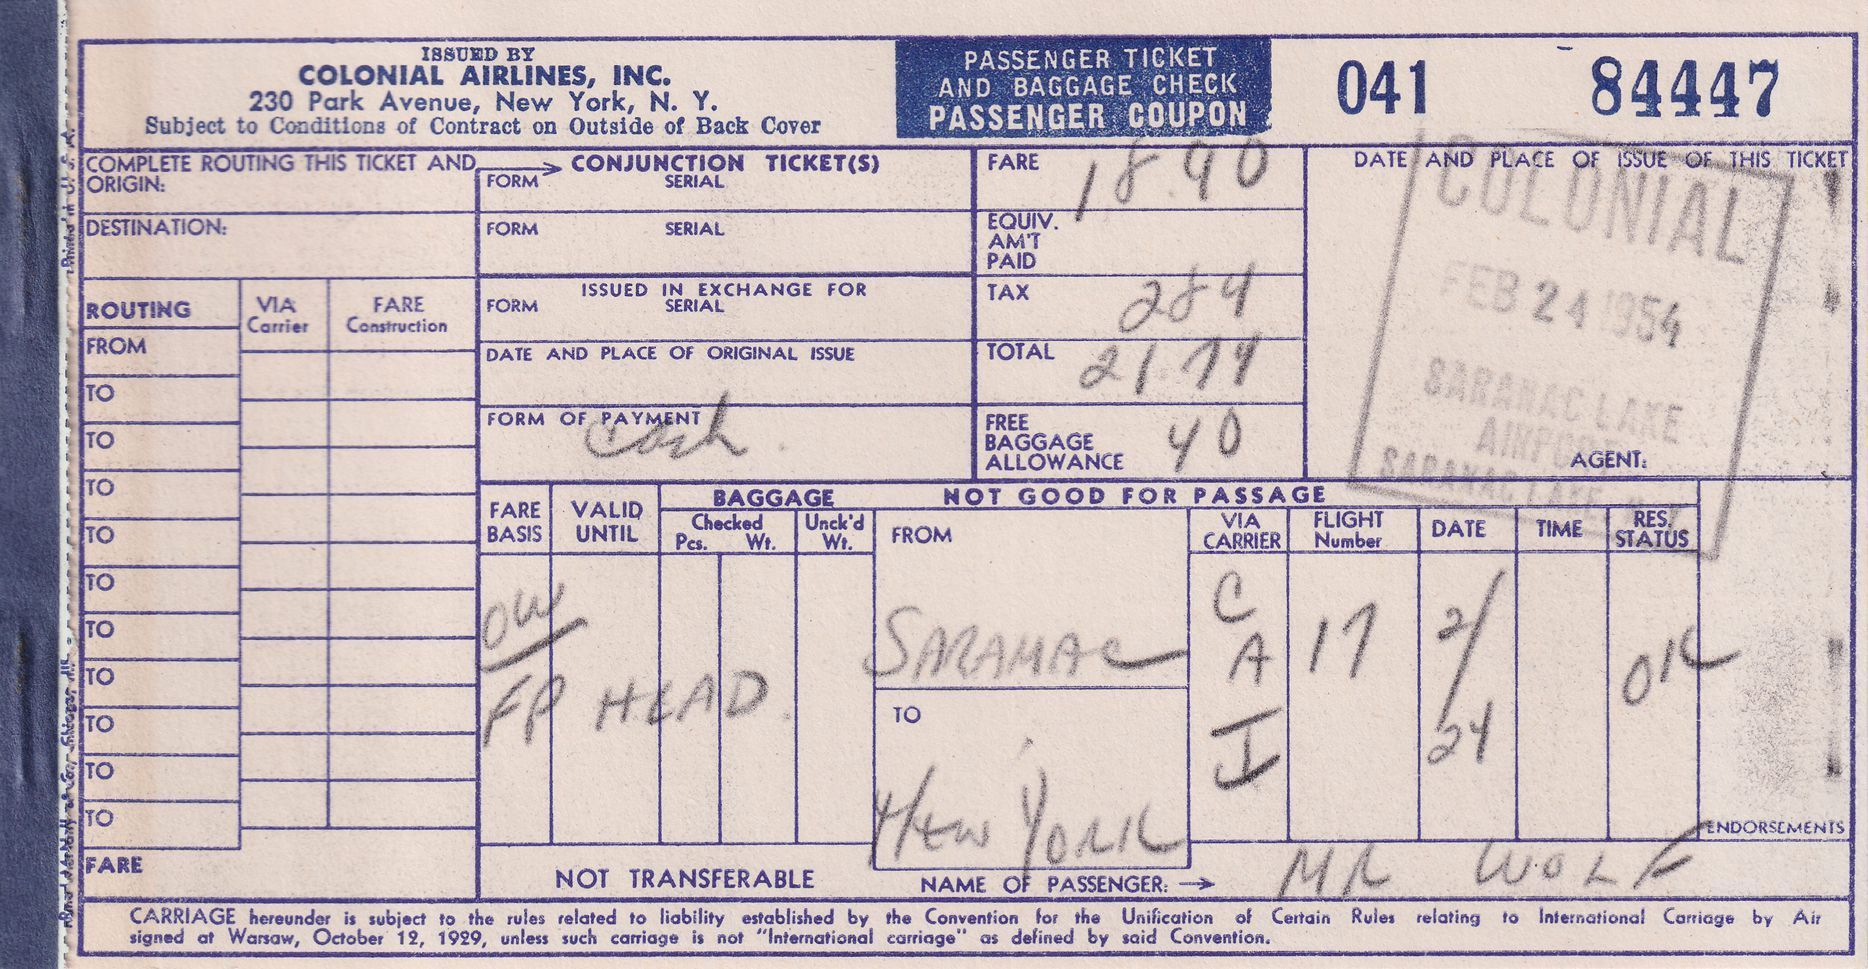 ISSUED BY
COLONIAL AIRLINES, INC.
230 Park Avenue, New York, N. Y.
Subject to Conditions of Contract on Outside of Back Cover
PASSENGER TICKET
AND BAGGAGE CHECK
PASSENGER COUPON
041 84447
COMPLETE ROUTING THIS TICKET AND
CONJUNCTION TICKET(S)
ORIGIN:
FORM SERIAL
DESTINATION:
FORM SERIAL
ISSUED IN EXCHANGE FOR
FORM SERIAL
DATE AND PLACE OF ORIGINAL ISSUE
FORM OF PAYMENT
Cash
FARE 18.90
EQUIV.
AM'T
PAID
TAX 284
TOTAL 21.74
FREE
BAGGAGE
ALLOWANCE
40
DATE AND PLACE OF ISSUE OF THIS TICKET
COLONIAL
FEB 24 1954
SARANAC LAKE
AIRPORT
SARANAC LAKE
AGENT:
ROUTING
VIA
Carrier
FARE
Construction
FROM
TO
TO
TO
TO
TO
TO
TO
TO
TO
TO
FARE
FARE
BASIS
VALID
UNTIL
BAGGAGE
Checked
Pcs. Wt.
Unck'd
Wt.
NOT GOOD FOR PASSAGE
FROM
VIA
CARRIER
FLIGHT
Number
DATE
TIME
RES.
STATUS
OW
FP HEAD.
SARANAC
TO
New York
C
A
I
17
2/
24
OK
ENDORSEMENTS
NOT TRANSFERABLE
NAME OF PASSENGER:
MR WOLF
CARRIAGE hereunder is subject to the rules related to liability established by the Convention for the Unification of Certain Rules relating to International Carriage by Air
signed at Warsaw, October 12, 1929, unless such carriage is not "International carriage" as defined by said Convention.
Printed in U. S. A.